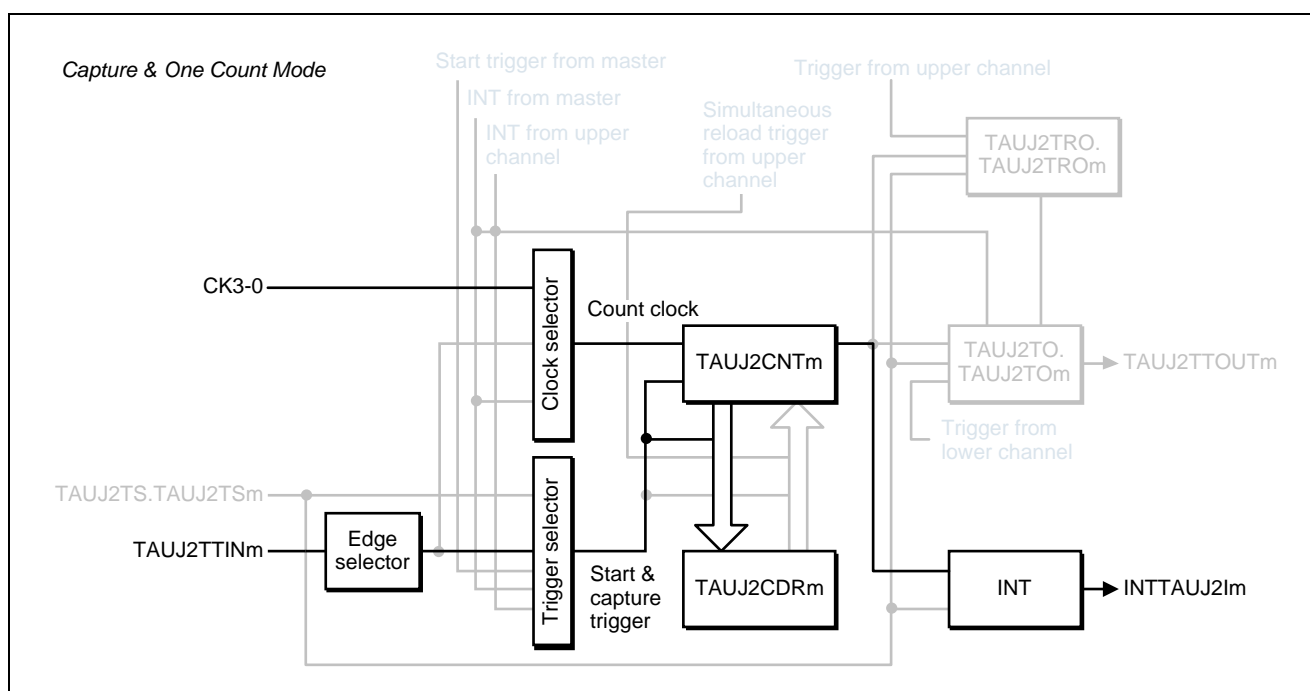 Capture & One Count Mode
Start trigger from master
INT from master
INT from upper
channel
Simultaneous
reload trigger
from upper
channel
Trigger from upper channel
TAUJ2TRO.
TAUJ2TROm
CK3-0
Clock selector
Count clock
TAUJ2CNTm
TAUJ2TO.
TAUJ2TOm
TAUJ2TTOUTm
Trigger from
lower channel
TAUJ2TS.TAUJ2TSm
TAUJ2TTINm
Edge
selector
Trigger selector
Start &
capture
trigger
TAUJ2CDRm
INT
INTTAUJ2Im